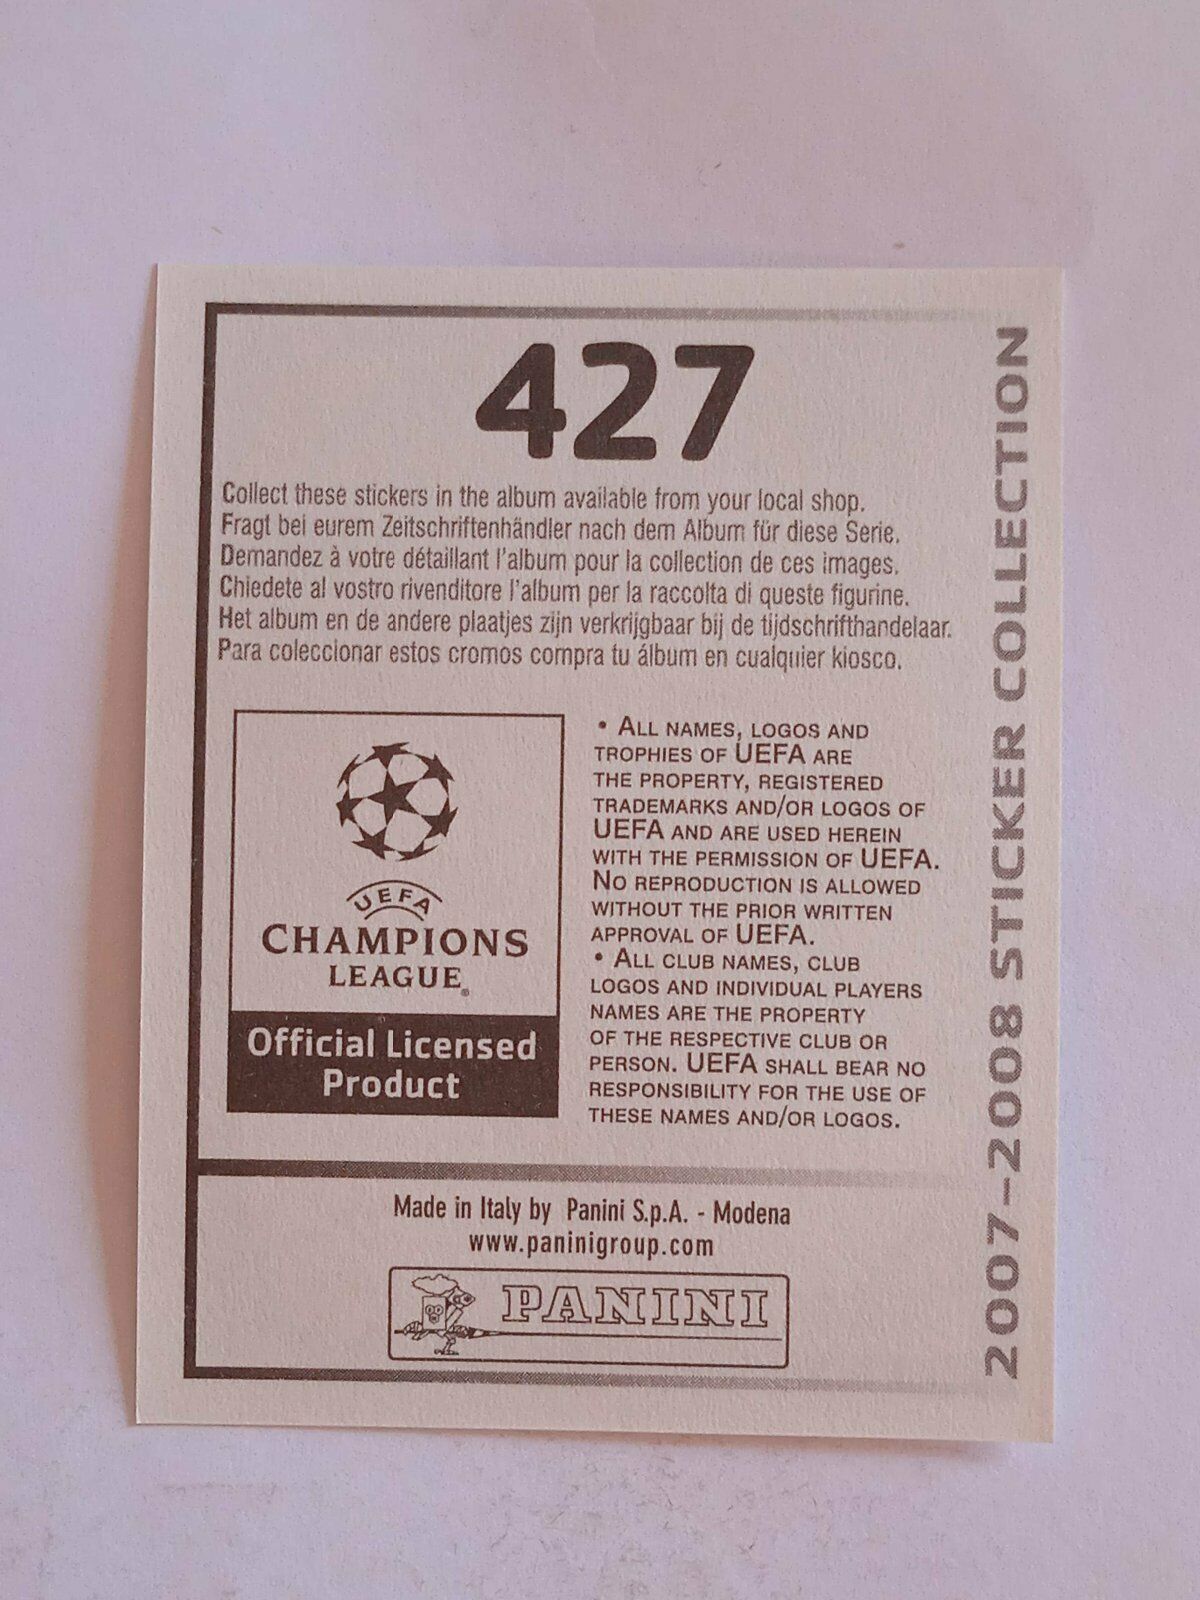 427
Collect these stickers in the album available from your local shop.
Fragt bei eurem Zeitschriftenhändler nach dem Album für diese Serie.
Demandez à votre détaillant l'album pour la collection de ces images.
Chiedete al vostro rivenditore l'album per la raccolta di queste figurine.
Het album en de andere plaatjes zijn verkrijgbaar bij de tijdschrifthandelaar.
Para coleccionar estos cromos compra tu álbum en cualquier kiosco.
UEFA
CHAMPIONS
LEAGUE®
Official Licensed
Product
• ALL NAMES, LOGOS AND
TROPHIES OF UEFA ARE
THE PROPERTY, REGISTERED
TRADEMARKS AND/OR LOGOS OF
UEFA AND ARE USED HEREIN
WITH THE PERMISSION OF UEFA.
NO REPRODUCTION IS ALLOWED
WITHOUT THE PRIOR WRITTEN
APPROVAL OF UEFA.
• ALL CLUB NAMES, CLUB
LOGOS AND INDIVIDUAL PLAYERS
NAMES ARE THE PROPERTY
OF THE RESPECTIVE CLUB OR
PERSON. UEFA SHALL BEAR NO
RESPONSIBILITY FOR THE USE OF
THESE NAMES AND/OR LOGOS.
Made in Italy by Panini S.p.A. - Modena
www.paninigroup.com
PANINI
2007-2008 STICKER COLLECTION